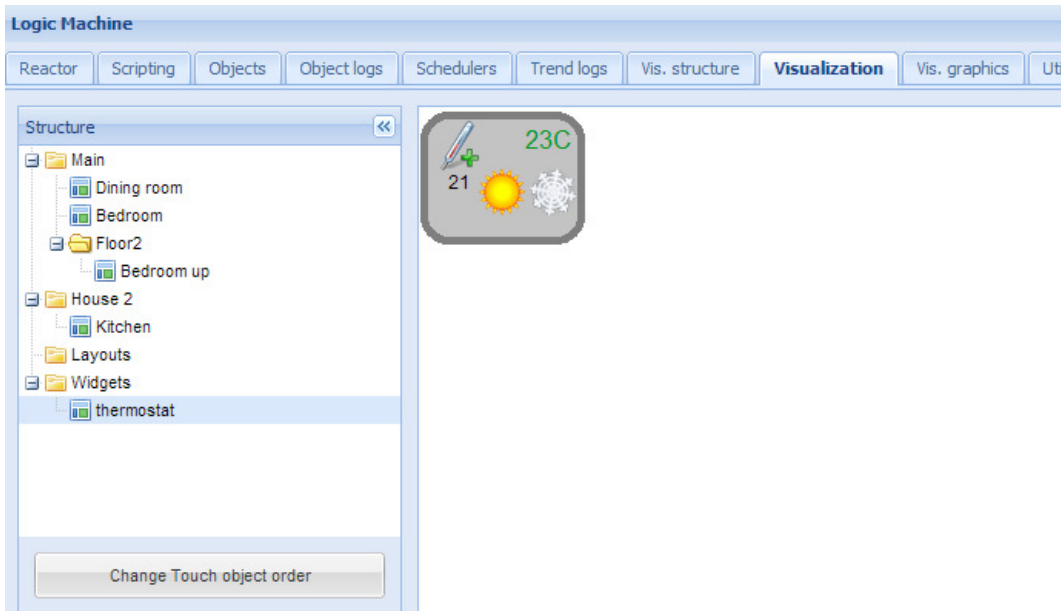 Logic Machine
Reactor Scripting Objects Object logs Schedulers Trend logs Vis. structure Visualization Vis. graphics
Structure
Main
Dining room
Bedroom
Floor2
Bedroom up
House 2
Kitchen
Layouts
Widgets
thermostat
Change Touch object order
23C
21